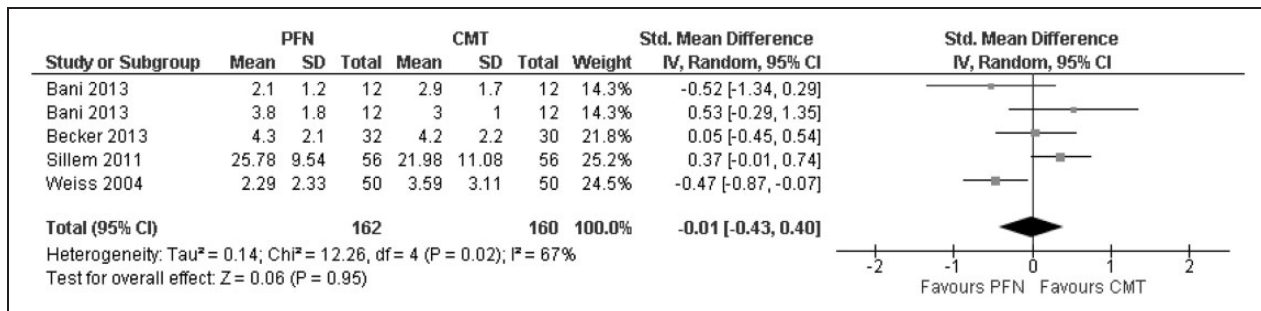 PFN CMT Std. Mean Difference Std. Mean Difference
Study or Subgroup Mean SD Total Mean SD Total Weight IV, Random, 95% CI IV, Random, 95% CI
Bani 2013 2.1 1.2 12 2.9 1.7 12 14.3% -0.52 [-1.34, 0.29]
Bani 2013 3.8 1.8 12 3 1 12 14.3% 0.53 [-0.29, 1.35]
Becker 2013 4.3 2.1 32 4.2 2.2 30 21.8% 0.05 [-0.45, 0.54]
Sillem 2011 25.78 9.54 56 21.98 11.08 56 25.2% 0.37 [-0.01, 0.74]
Weiss 2004 2.29 2.33 50 3.59 3.11 50 24.5% -0.47 [-0.87, -0.07]
Total (95% CI) 162 160 100.0% -0.01 [-0.43, 0.40]
Heterogeneity: Tau² = 0.14; Chi² = 12.26, df = 4 (P = 0.02); I² = 67%
Test for overall effect: Z = 0.06 (P = 0.95)
-2 -1 0 1 2
Favours PFN Favours CMT